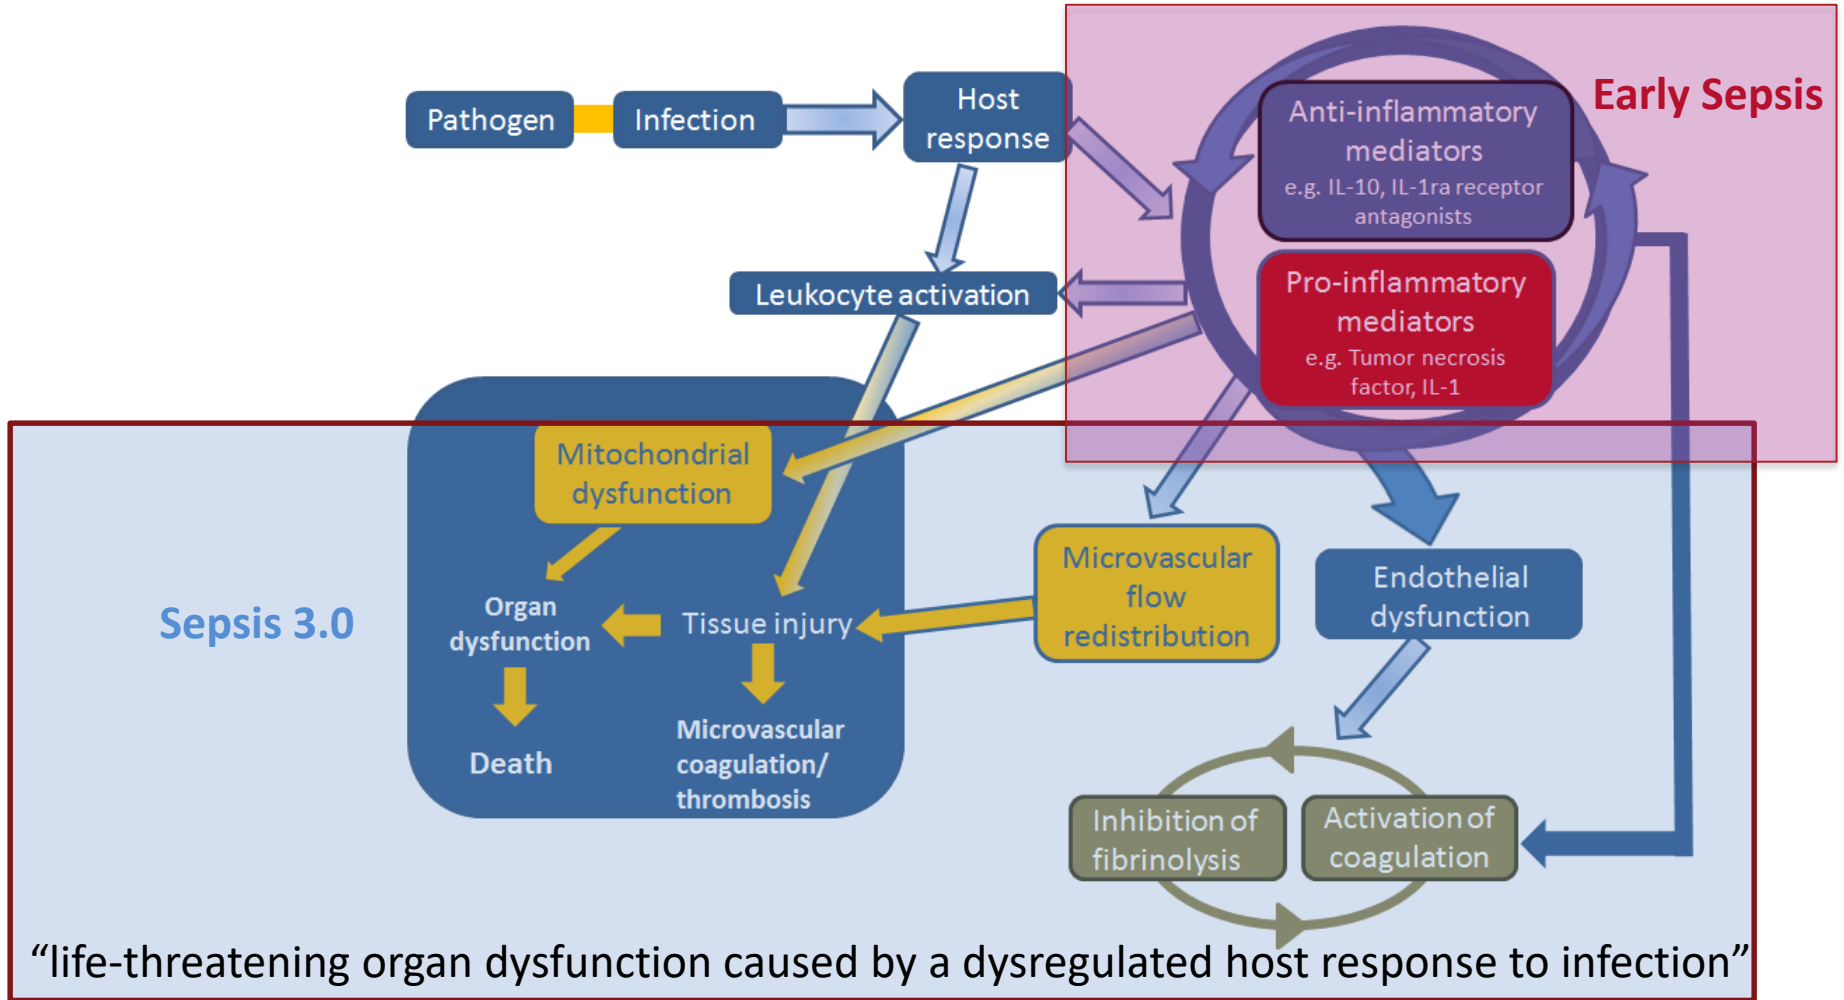 Early Sepsis
Pathogen
Infection
Host
response
Anti-inflammatory
mediators
e.g. IL-10, IL-1ra receptor
antagonists
Leukocyte activation
Pro-inflammatory
mediators
e.g. Tumor necrosis
factor, IL-1
Mitochondrial
dysfunction
Sepsis 3.0
Organ
dysfunction
Tissue injury
Microvascular
flow
redistribution
Endothelial
dysfunction
Death
Microvascular
coagulation/
thrombosis
Inhibition of
fibrinolysis
Activation of
coagulation
“life-threatening organ dysfunction caused by a dysregulated host response to infection”